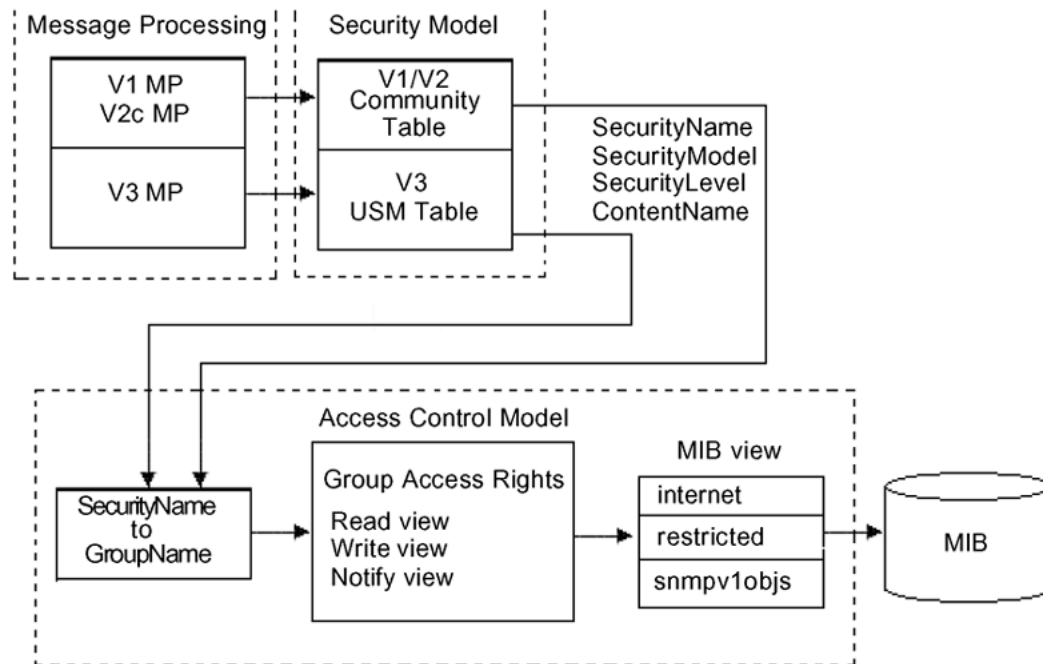 Message Processing
Security Model
V1 MP
V2c MP
V3 MP
V1/V2
Community
Table
V3
USM Table
SecurityName
SecurityModel
SecurityLevel
ContentName
Access Control Model
SecurityName
to
GroupName
Group Access Rights
Read view
Write view
Notify view
MIB view
internet
restricted
snmpv1objs
MIB